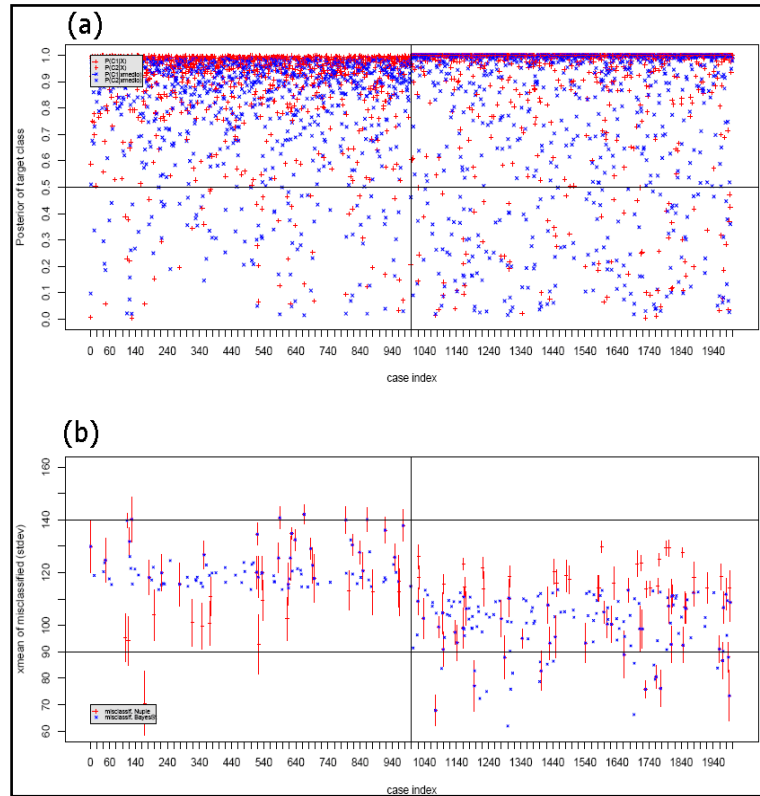 (a)
Posterior of target class
1.0
0.9
0.8
0.7
0.6
0.5
0.4
0.3
0.2
0.1
0.0
P(C1|X)
P(C2|X)
0 60 140 240 340 440 540 640 740 840 940 1040 1140 1240 1340 1440 1540 1640 1740 1840 1940
case index
(b)
xmean of misclassified (stdev)
160
140
120
100
90
80
60
misclassif. Nuple
0 60 140 240 340 440 540 640 740 840 940 1040 1140 1240 1340 1440 1540 1640 1740 1840 1940
case index